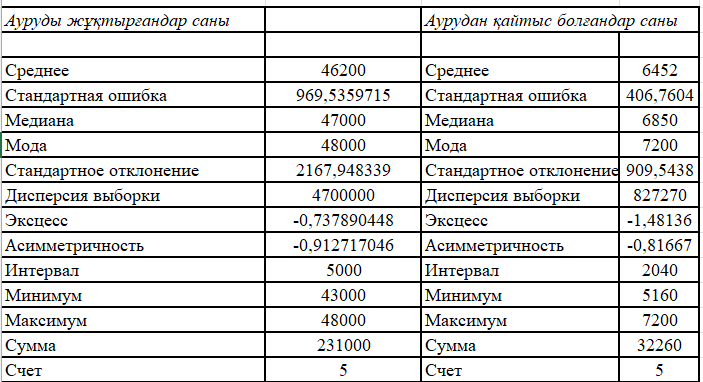 Ауруды жұқтырғандар саны Аурудан қайтыс болғандар саны
Среднее 46200 Среднее 6452
Стандартная ошибка 969,5359715 Стандартная ошибка 406,7604
Медиана 47000 Медиана 6850
Мода 48000 Мода 7200
Стандартное отклонение 2167,948339 Стандартное отклонение 909,5438
Дисперсия выборки 4700000 Дисперсия выборки 827270
Эксцесс -0,737890448 Эксцесс -1,48136
Асимметричность -0,912717046 Асимметричность -0,81667
Интервал 5000 Интервал 2040
Минимум 43000 Минимум 5160
Максимум 48000 Максимум 7200
Сумма 231000 Сумма 32260
Счет 5 Счет 5